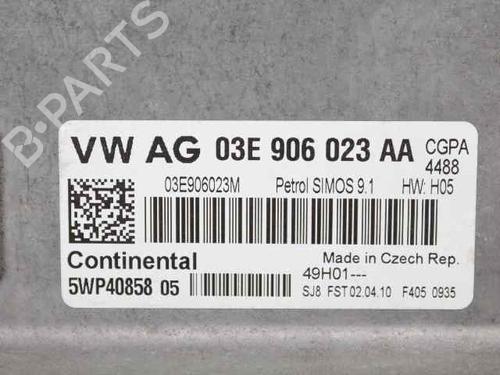 B-PARTS
VW AG 03E 906 023 AA CGPA
4488
03E906023M Petrol SIMOS 9.1 HW: H05
Continental Made in Czech Rep.
49H01---
5WP40858 05 SJ8 FST 02.04.10 F405 0935